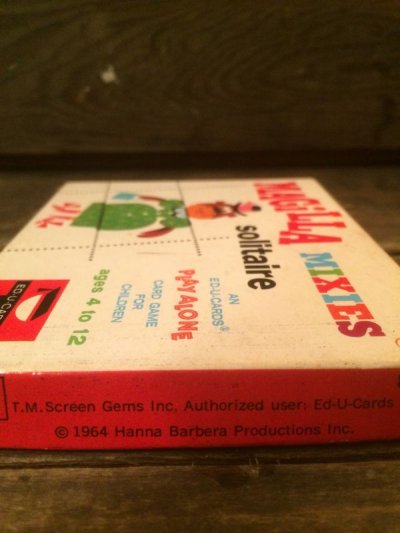 MAGILLA
MIXIES
solitaire
AN
ED-U-CARDS®
PLAY ALONE
CARD GAME
FOR
CHILDREN
ages 4 to 12
ED-U-CARDS
T.M. Screen Gems Inc. Authorized user: Ed-U-Cards
© 1964 Hanna Barbera Productions Inc.